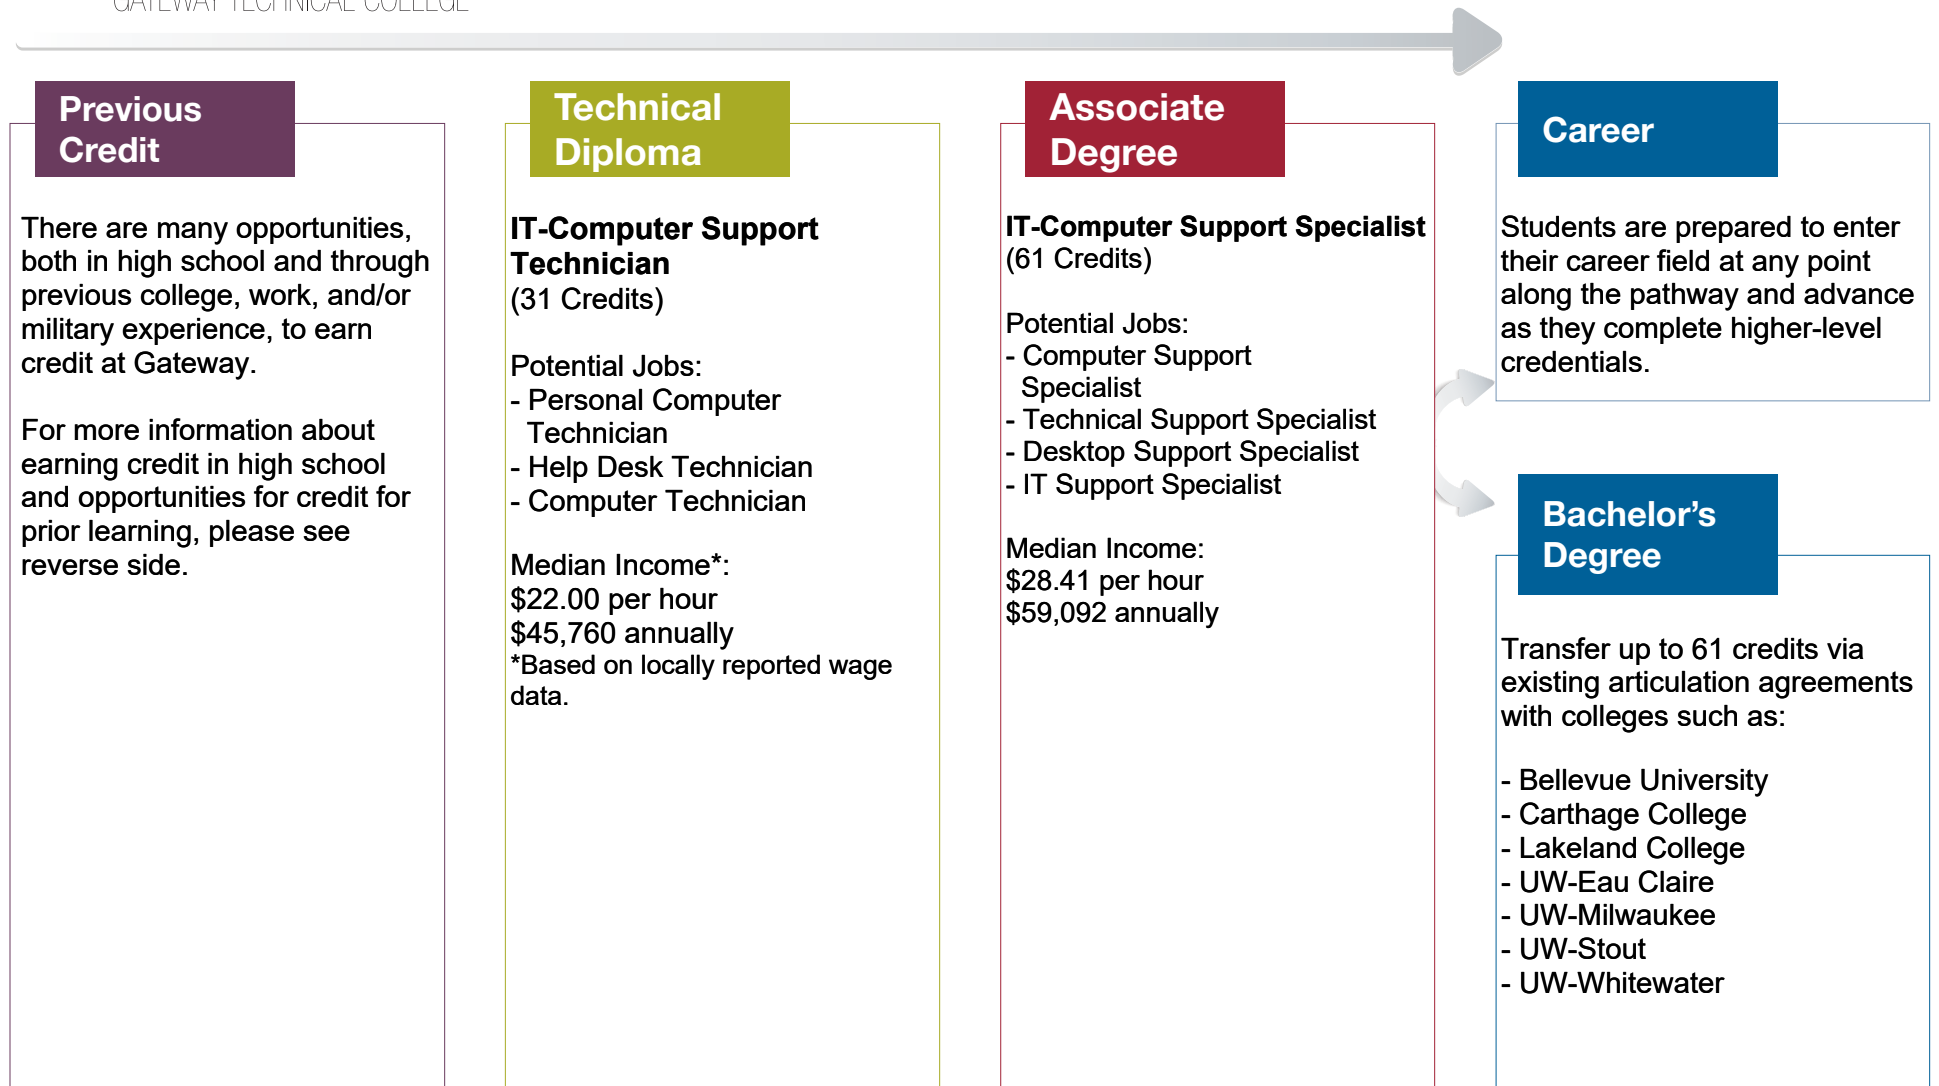 GATEWAY TECHNICAL COLLEGE
Previous
Credit
There are many opportunities,
both in high school and through
previous college, work, and/or
military experience, to earn
credit at Gateway.
For more information about
earning credit in high school
and opportunities for credit for
prior learning, please see
reverse side.
Technical
Diploma
IT-Computer Support
Technician
(31 Credits)
Potential Jobs:
- Personal Computer
Technician
- Help Desk Technician
- Computer Technician
Median Income*:
$22.00 per hour
$45,760 annually
*Based on locally reported wage
data.
Associate
Degree
IT-Computer Support Specialist
(61 Credits)
Potential Jobs:
- Computer Support
Specialist
- Technical Support Specialist
- Desktop Support Specialist
- IT Support Specialist
Median Income:
$28.41 per hour
$59,092 annually
Career
Students are prepared to enter
their career field at any point
along the pathway and advance
as they complete higher-level
credentials.
Bachelor’s
Degree
Transfer up to 61 credits via
existing articulation agreements
with colleges such as:
- Bellevue University
- Carthage College
- Lakeland College
- UW-Eau Claire
- UW-Milwaukee
- UW-Stout
- UW-Whitewater